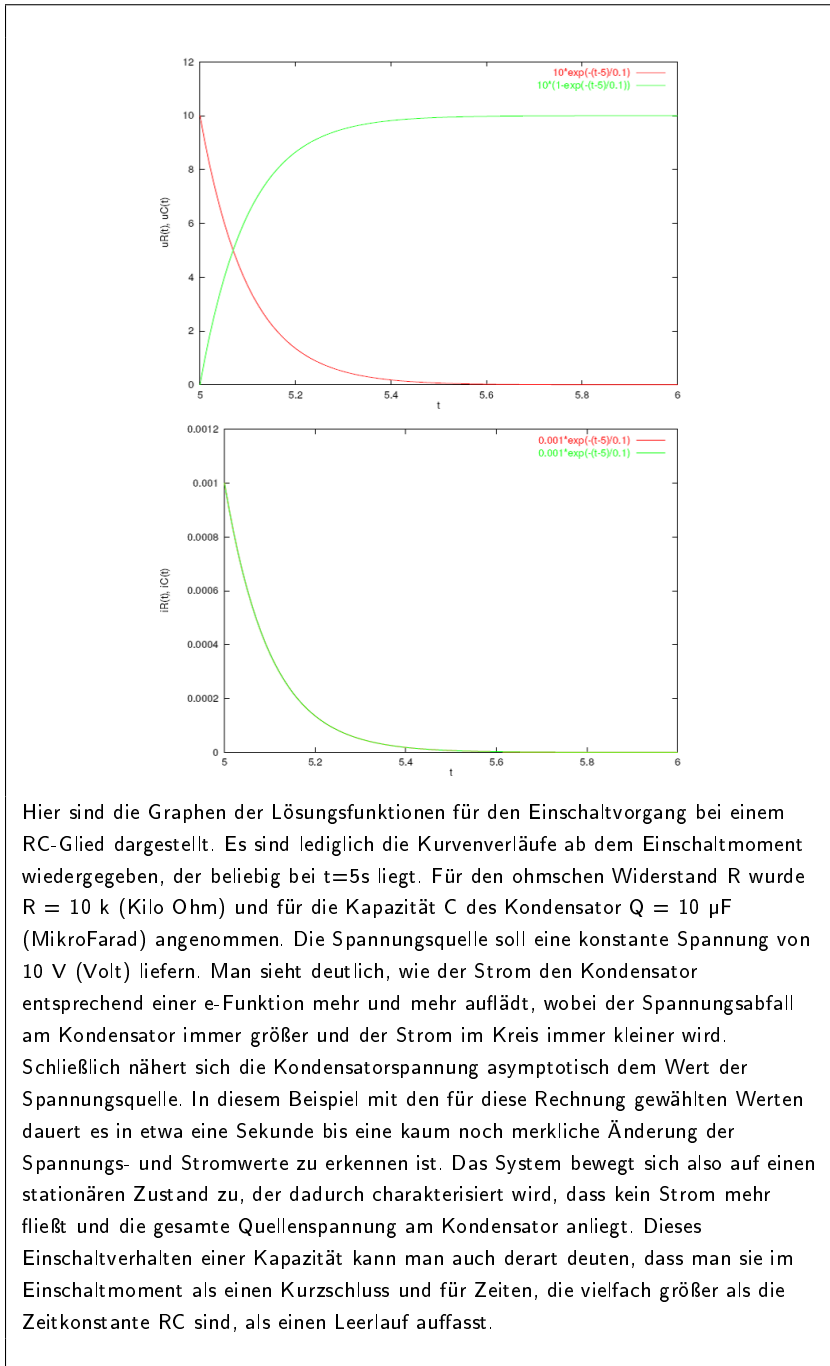 12
10
8
6
4
2
0
5
5.2
5.4
5.6
5.8
6
t
uR(t), uC(t)
10*exp(-(t-5)/0.1)
10*(1-exp(-(t-5)/0.1))
0.0012
0.001
0.0008
0.0006
0.0004
0.0002
0
5
5.2
5.4
5.6
5.8
6
t
iR(t), iC(t)
0.001*exp(-(t-5)/0.1)
0.001*exp(-(t-5)/0.1)
Hier sind die Graphen der Lösungsfunktionen für den Einschaltvorgang bei einem
RC-Glied dargestellt. Es sind lediglich die Kurvenverläufe ab dem Einschaltmoment
wiedergegeben, der beliebig bei t=5s liegt. Für den ohmschen Widerstand R wurde
R = 10 k (Kilo Ohm) und für die Kapazität C des Kondensator Q = 10 µF
(MikroFarad) angenommen. Die Spannungsquelle soll eine konstante Spannung von
10 V (Volt) liefern. Man sieht deutlich, wie der Strom den Kondensator
entsprechend einer e-Funktion mehr und mehr auflädt, wobei der Spannungsabfall
am Kondensator immer größer und der Strom im Kreis immer kleiner wird.
Schließlich nähert sich die Kondensatorspannung asymptotisch dem Wert der
Spannungsquelle. In diesem Beispiel mit den für diese Rechnung gewählten Werten
dauert es in etwa eine Sekunde bis eine kaum noch merkliche Änderung der
Spannungs- und Stromwerte zu erkennen ist. Das System bewegt sich also auf einen
stationären Zustand zu, der dadurch charakterisiert wird, dass kein Strom mehr
fließt und die gesamte Quellenspannung am Kondensator anliegt. Dieses
Einschaltverhalten einer Kapazität kann man auch derart deuten, dass man sie im
Einschaltmoment als einen Kurzschluss und für Zeiten, die vielfach größer als die
Zeitkonstante RC sind, als einen Leerlauf auffasst.